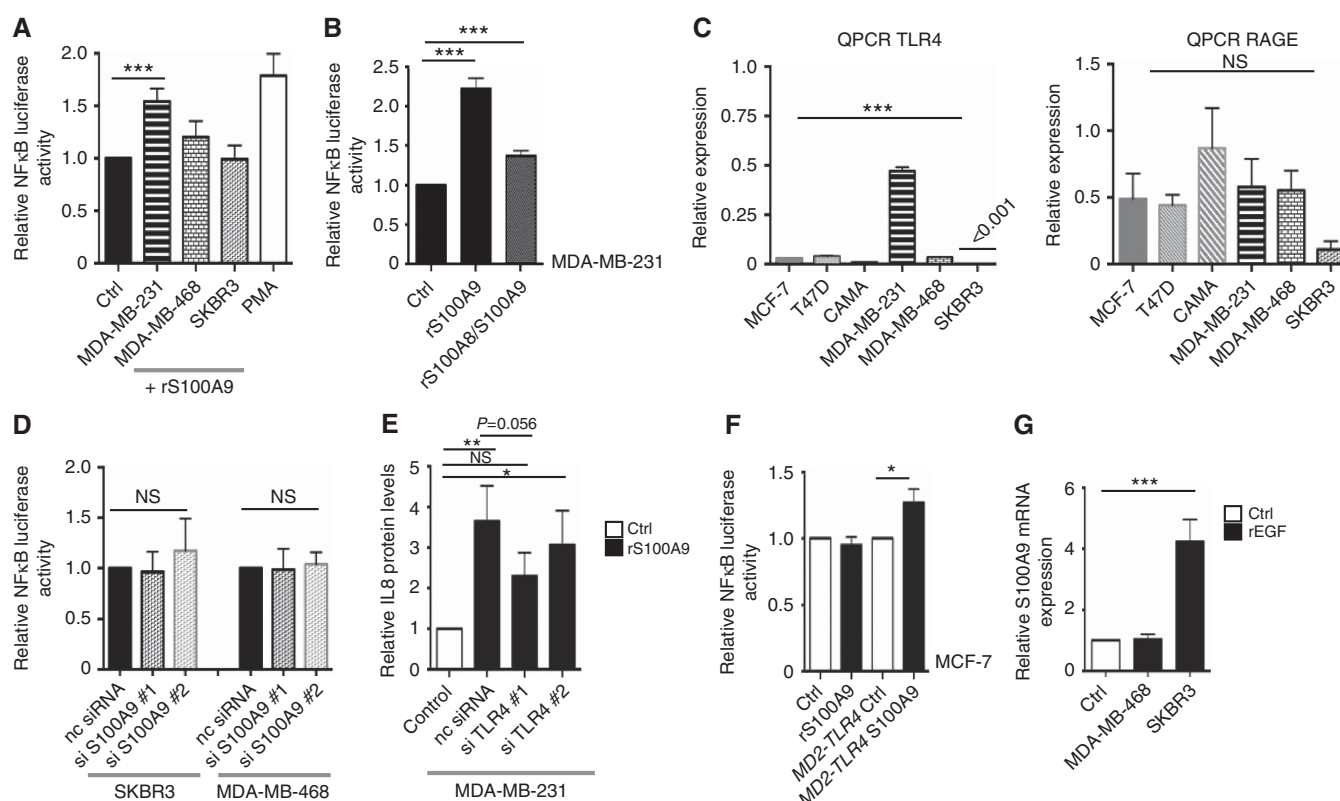 A
Relative NFκB luciferase
activity
2.0
1.5
1.0
0.5
0
***
Ctrl
MDA-MB-231
MDA-MB-468
SKBR3
PMA
+ rS100A9
B
Relative NFκB luciferase
activity
2.5
2.0
1.5
1.0
0.5
0
***
***
Ctrl
rS100A9
rS100A8/S100A9
MDA-MB-231
C
QPCR TLR4
Relative expression
1.0
0.75
0.5
0.25
0
***
<0.001
MCF-7
T47D
CAMA
MDA-MB-231
MDA-MB-468
SKBR3
QPCR RAGE
Relative expression
1.5
1.0
0.5
0
NS
MCF-7
T47D
CAMA
MDA-MB-231
MDA-MB-468
SKBR3
D
Relative NFκB luciferase
activity
2.0
1.5
1.0
0.5
0
NS
NS
nc siRNA
si S100A9 #1
si S100A9 #2
nc siRNA
si S100A9 #1
si S100A9 #2
SKBR3
MDA-MB-468
E
Relative IL8 protein levels
5
4
3
2
1
0
P=0.056
**
NS
*
Ctrl
rS100A9
Control
nc siRNA
si TLR4 #1
si TLR4 #2
MDA-MB-231
F
Relative NFκB luciferase
activity
1.5
1.0
0.5
0
*
Ctrl
rS100A9
MD2-TLR4 Ctrl
MD2-TLR4 S100A9
MCF-7
G
Relative S100A9 mRNA
expression
6
4
2
0
***
Ctrl
rEGF
Ctrl
MDA-MB-468
SKBR3